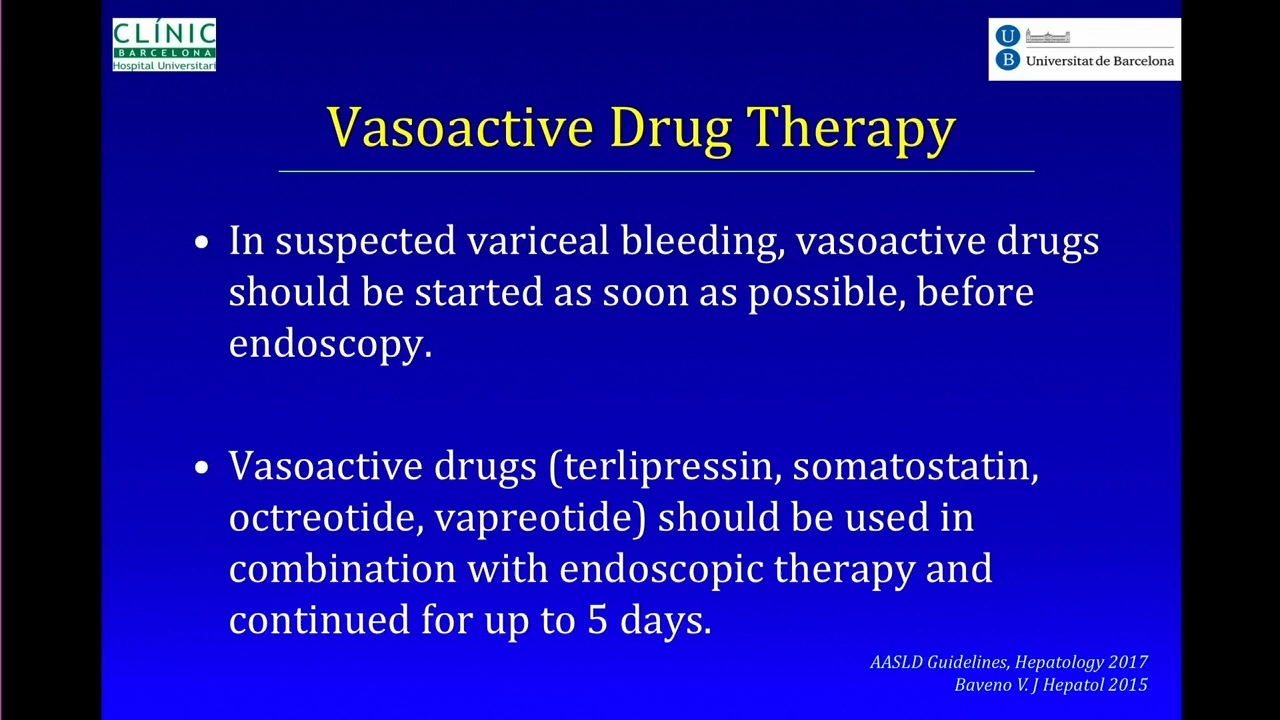 CLÍNIC
BARCELONA
Hospital Universitari
U
B
Universitat de Barcelona
Vasoactive Drug Therapy
• In suspected variceal bleeding, vasoactive drugs
should be started as soon as possible, before
endoscopy.
• Vasoactive drugs (terlipressin, somatostatin,
octreotide, vapreotide) should be used in
combination with endoscopic therapy and
continued for up to 5 days.
AASLD Guidelines, Hepatology 2017
Baveno V. J Hepatol 2015